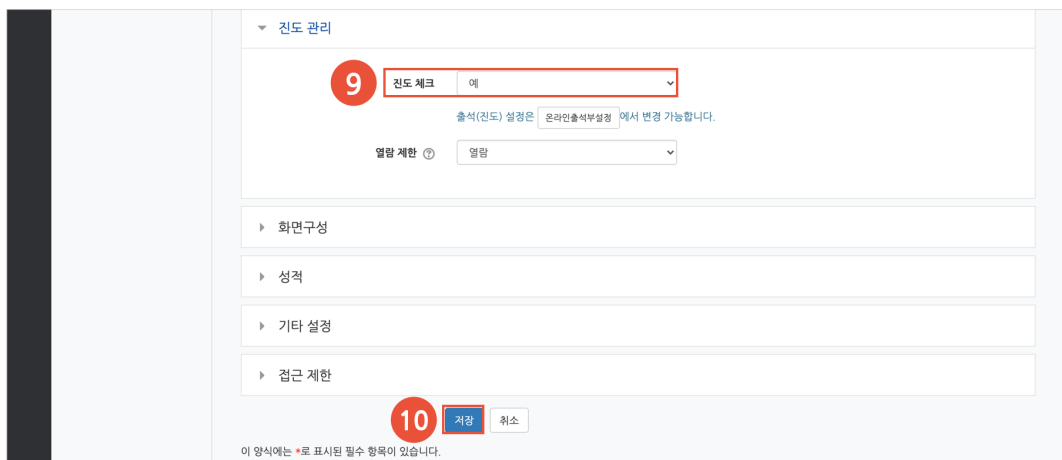 진도 관리
9 진도 체크 예
출석(진도) 설정은 온라인출석부설정 에서 변경 가능합니다.
열람 제한 ? 열람
화면구성
성적
기타 설정
접근 제한
10 저장 취소
이 양식에는 *로 표시된 필수 항목이 있습니다.